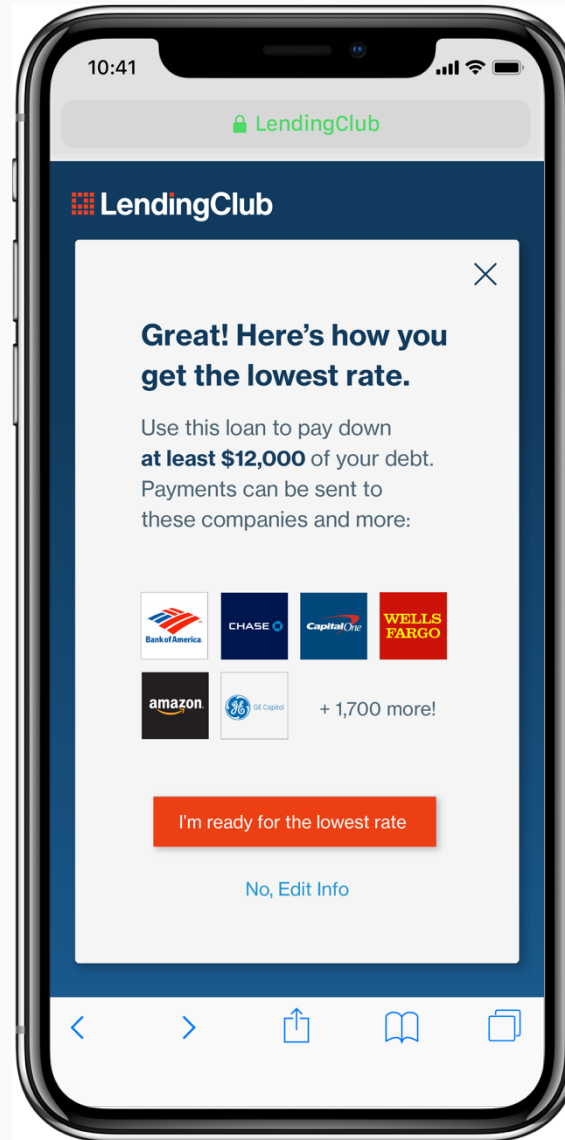 10:41
LendingClub
LendingClub
Great! Here’s how you
get the lowest rate.
Use this loan to pay down
at least $12,000 of your debt.
Payments can be sent to
these companies and more:
Bank of America.
CHASE
Capital One
WELLS
FARGO
amazon.
GE Capital
+ 1,700 more!
I'm ready for the lowest rate
No, Edit Info